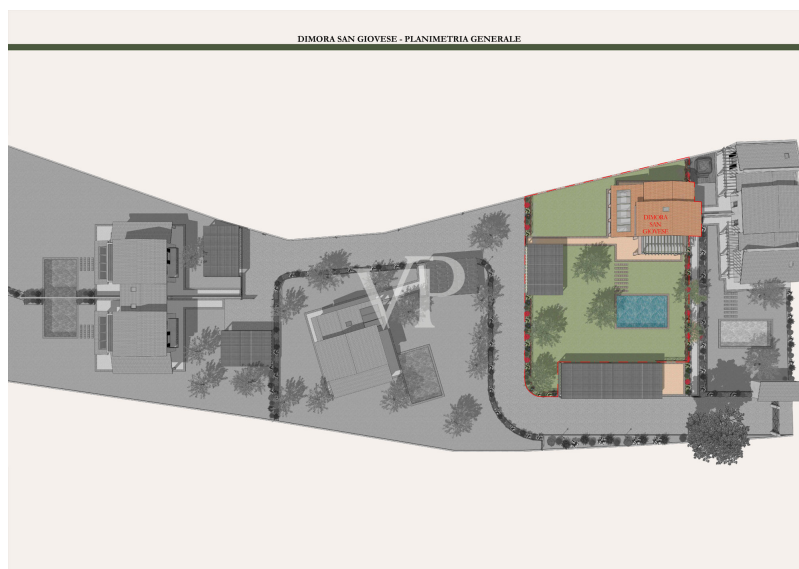 DIMORA SAN GIOVESE - PLANIMETRIA GENERALE
VP
DIMORA
SAN
GIOVESE